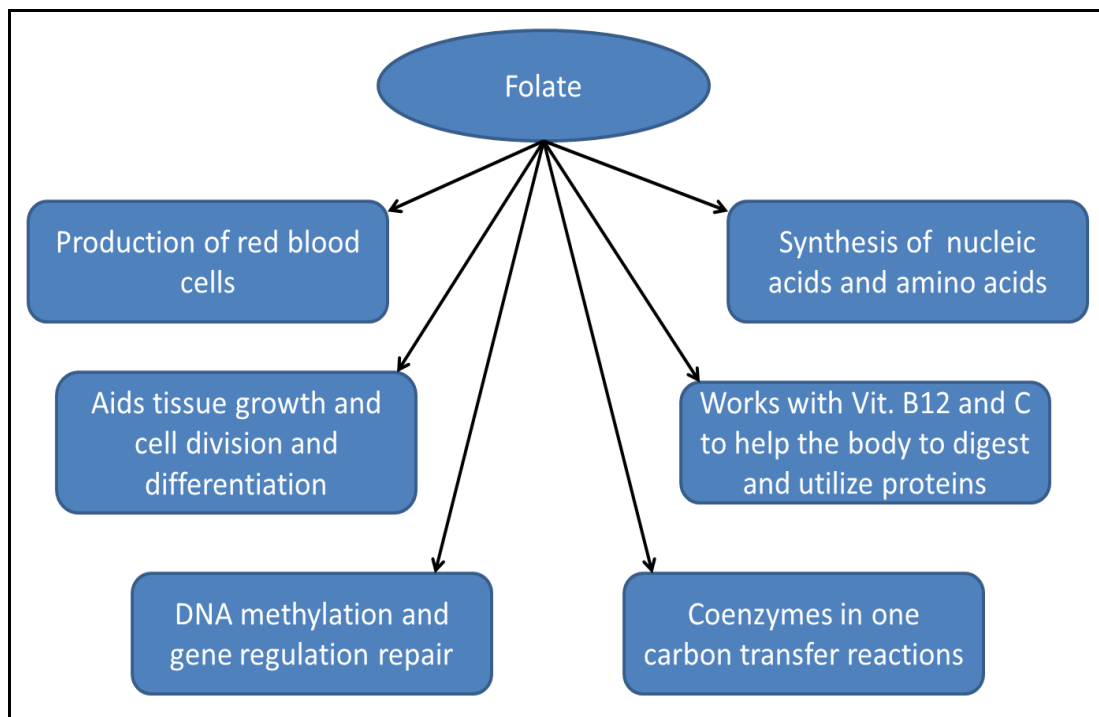 Folate
Production of red blood
cells
Synthesis of nucleic
acids and amino acids
Aids tissue growth and
cell division and
differentiation
Works with Vit. B12 and C
to help the body to digest
and utilize proteins
DNA methylation and
gene regulation repair
Coenzymes in one
carbon transfer reactions